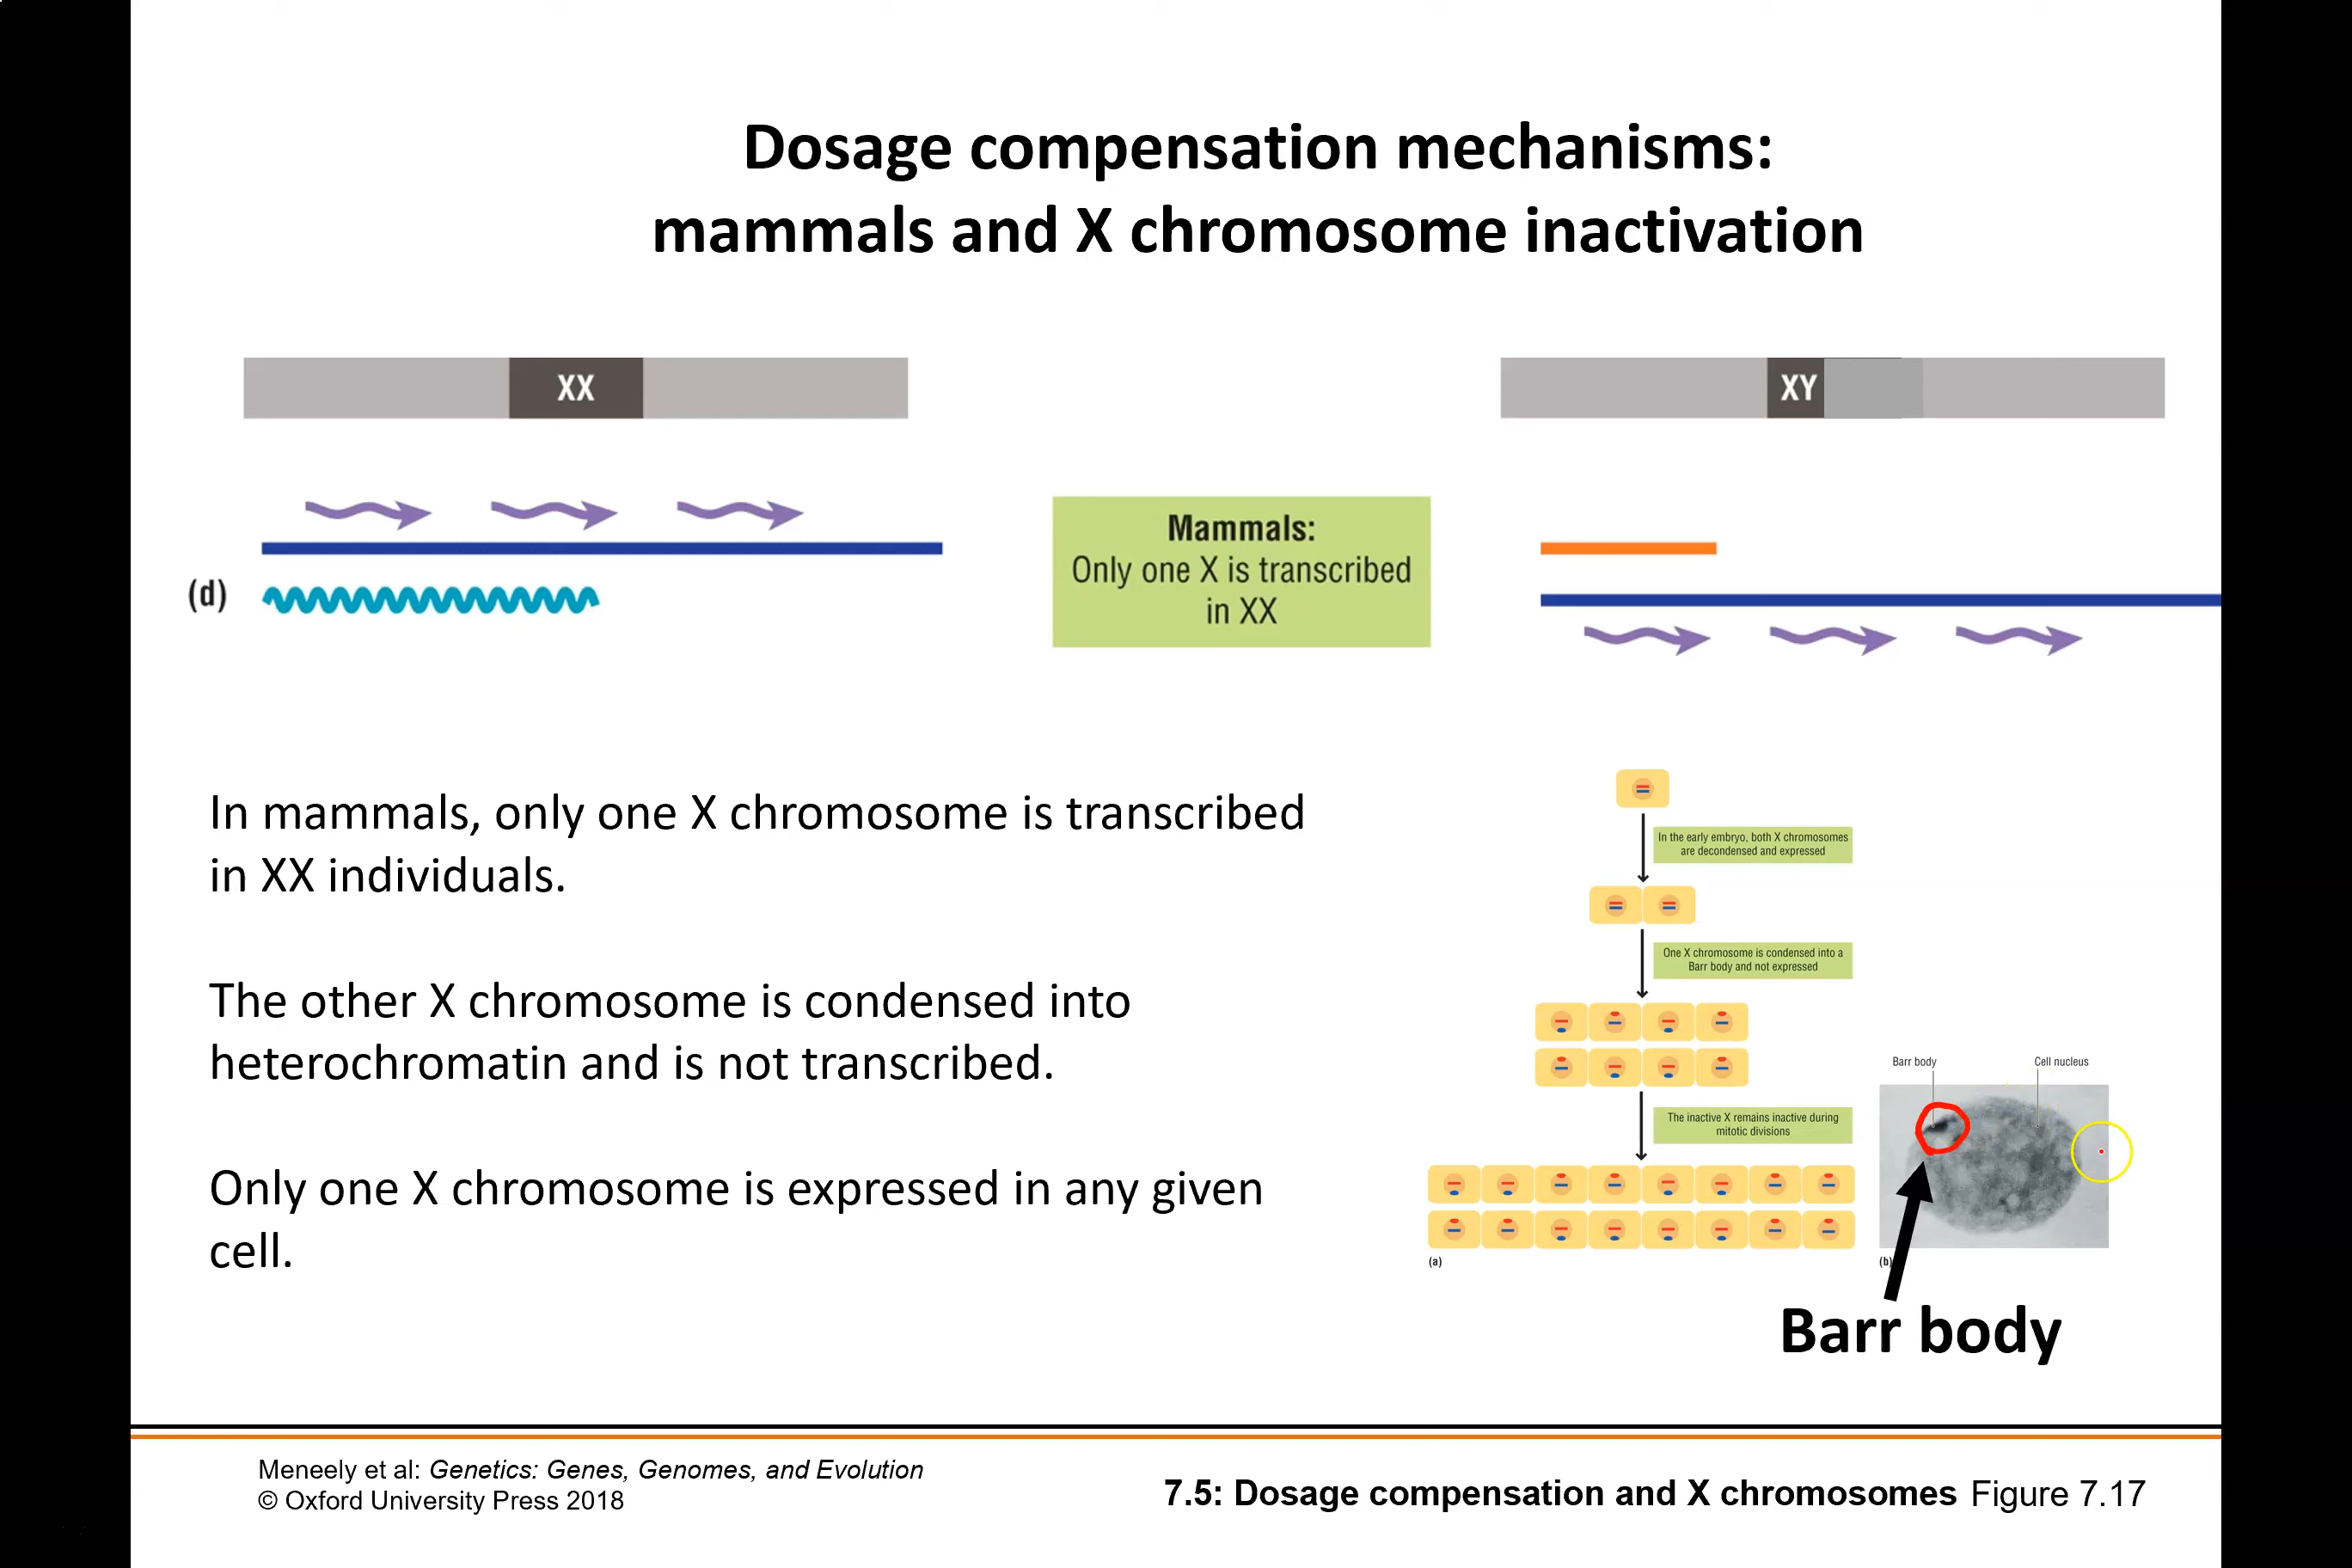 Dosage compensation mechanisms:
mammals and X chromosome inactivation
XX
XY
(d)
Mammals:
Only one X is transcribed
in XX
In mammals, only one X chromosome is transcribed
in XX individuals.
The other X chromosome is condensed into
heterochromatin and is not transcribed.
Only one X chromosome is expressed in any given
cell.
In the early embryo, both X chromosomes
are decondensed and expressed
One X chromosome is condensed into a
Barr body and not expressed
The inactive X remains inactive during
mitotic divisions
(a)
Barr body
Cell nucleus
(b)
Barr body
Meneely et al: Genetics: Genes, Genomes, and Evolution
© Oxford University Press 2018
7.5: Dosage compensation and X chromosomes Figure 7.17